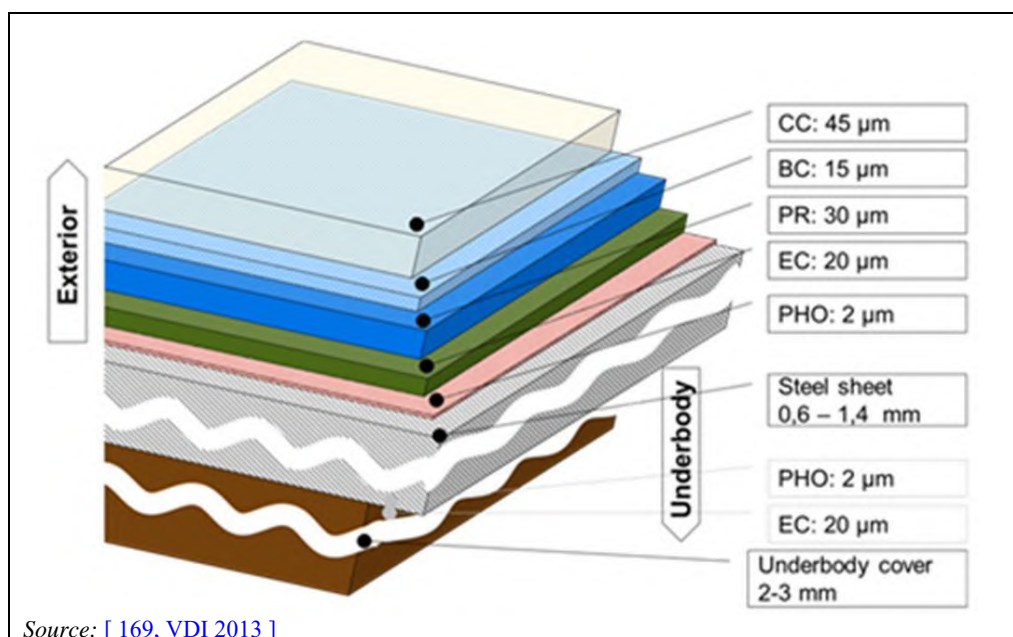 CC: 45 µm
BC: 15 µm
PR: 30 µm
EC: 20 µm
PHO: 2 µm
Steel sheet
0,6 – 1,4 mm
PHO: 2 µm
EC: 20 µm
Underbody cover
2-3 mm
Exterior
Underbody
Source: [ 169, VDI 2013 ]